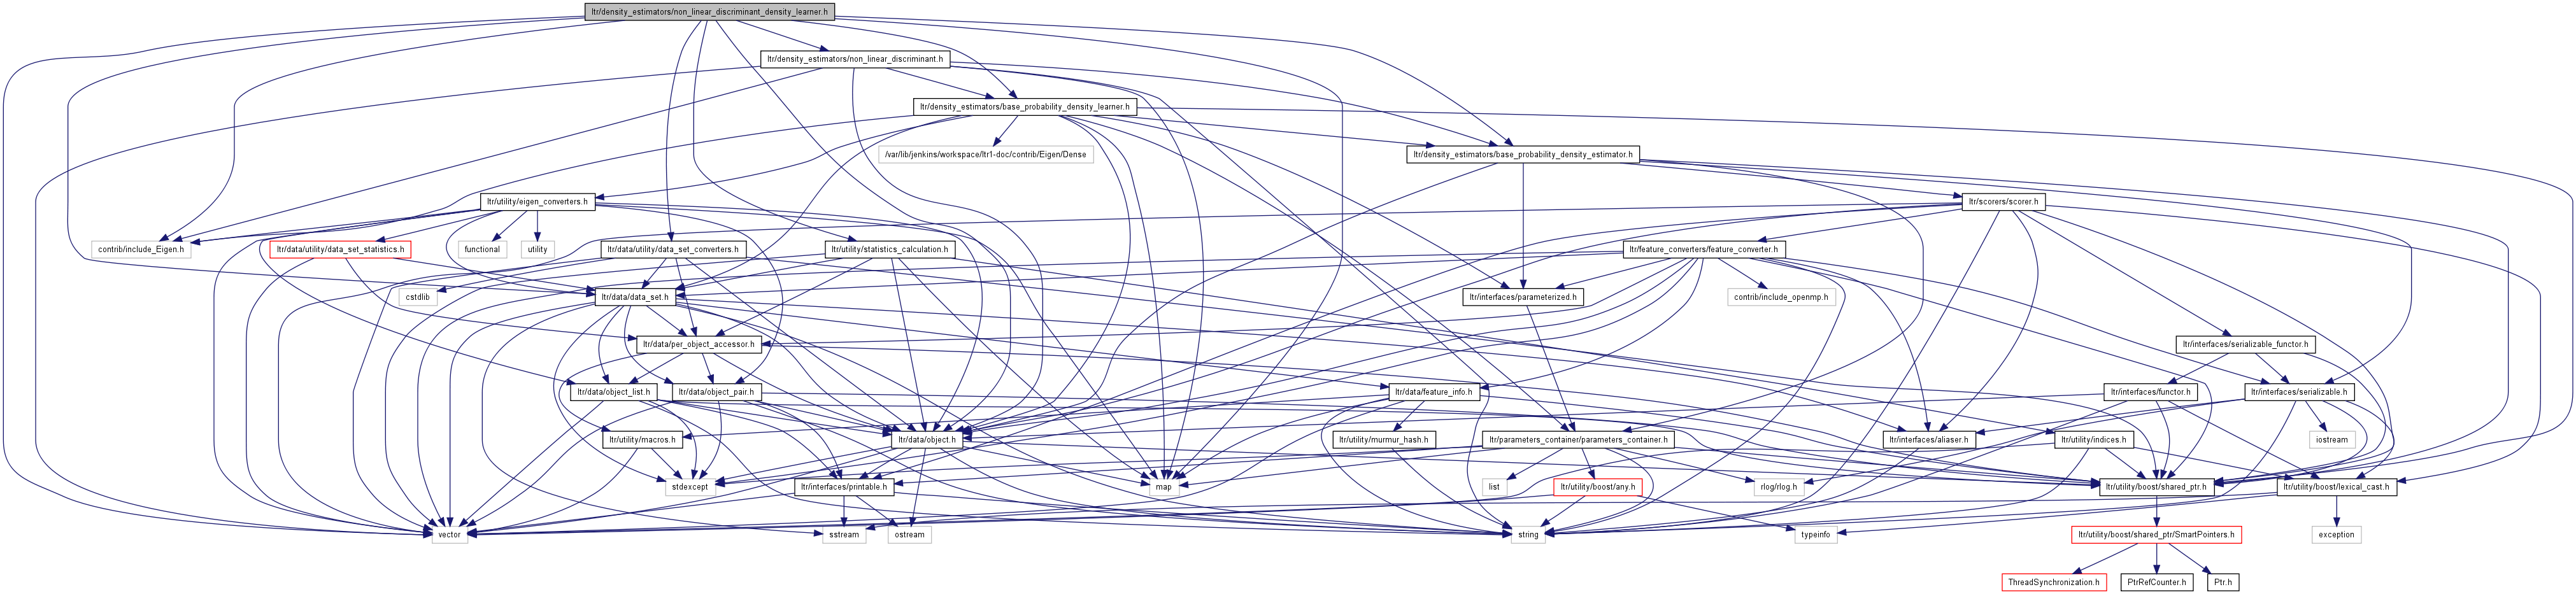 ltr/density_estimators/non_linear_discriminant_density_learner.h
ltr/density_estimators/non_linear_discriminant.h
ltr/density_estimators/base_probability_density_learner.h
/var/lib/jenkins/workspace/ltr1-doc/contrib/Eigen/Dense
ltr/density_estimators/base_probability_density_estimator.h
ltr/utility/eigen_converters.h
ltr/scorers/scorer.h
contrib/include_Eigen.h
ltr/data/utility/data_set_statistics.h
functional
utility
ltr/data/utility/data_set_converters.h
ltr/utility/statistics_calculation.h
ltr/feature_converters/feature_converter.h
cstdlib
ltr/data/data_set.h
ltr/interfaces/parameterized.h
contrib/include_openmp.h
ltr/data/per_object_accessor.h
ltr/interfaces/serializable_functor.h
ltr/data/object_list.h
ltr/data/object_pair.h
ltr/data/feature_info.h
ltr/interfaces/functor.h
ltr/interfaces/serializable.h
ltr/utility/macros.h
ltr/data/object.h
ltr/utility/murmur_hash.h
ltr/parameters_container/parameters_container.h
ltr/interfaces/aliaser.h
ltr/utility/indices.h
iostream
stdexcept
ltr/interfaces/printable.h
map
list
ltr/utility/boost/any.h
rlog/rlog.h
ltr/utility/boost/shared_ptr.h
ltr/utility/boost/lexical_cast.h
vector
sstream
ostream
string
typeinfo
ltr/utility/boost/shared_ptr/SmartPointers.h
exception
ThreadSynchronization.h
PtrRefCounter.h
Ptr.h